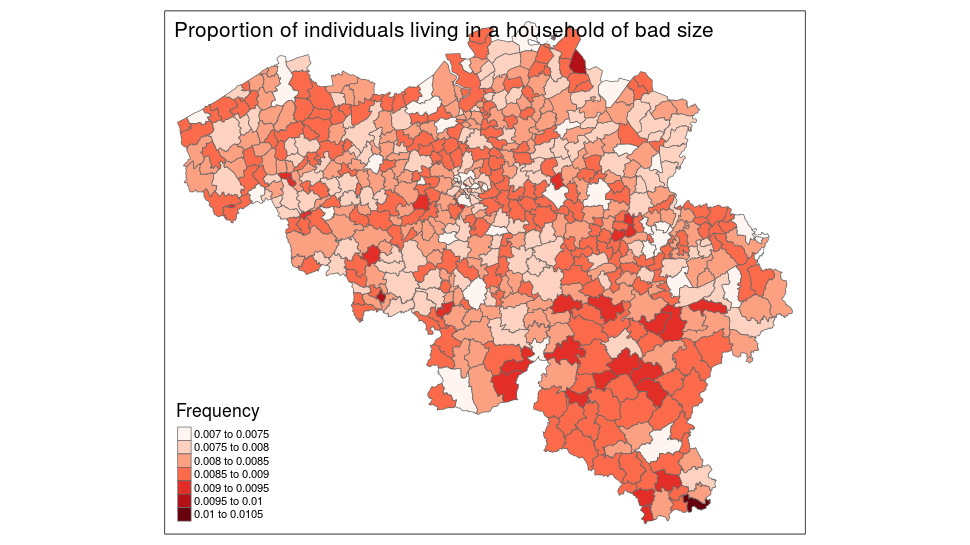 Proportion of individuals living in a household of bad size
Frequency
0.007 to 0.0075
0.0075 to 0.008
0.008 to 0.0085
0.0085 to 0.009
0.009 to 0.0095
0.0095 to 0.01
0.01 to 0.0105